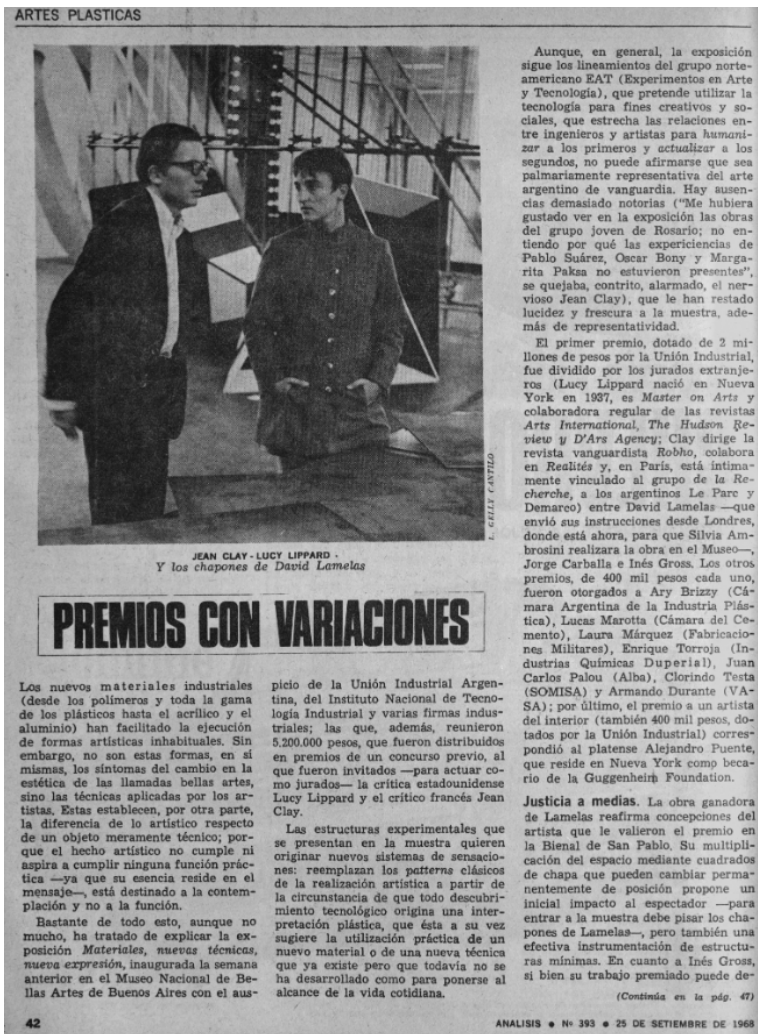 ARTES PLASTICAS
L. GELLY CANTILO
JEAN CLAY - LUCY LIPPARD -
Y los chapones de David Lamelas
PREMIOS CON VARIACIONES
Los nuevos materiales industriales
(desde los polímeros y toda la gama
de los plásticos hasta el acrílico y el
aluminio) han facilitado la ejecución
de formas artísticas inhabituales. Sin
embargo, no son estas formas, en sí
mismas, los síntomas del cambio en la
estética de las llamadas bellas artes,
sino las técnicas aplicadas por los ar-
tistas. Estas establecen, por otra parte,
la diferencia de lo artístico respecto
de un objeto meramente técnico; por-
que el hecho artístico no cumple ni
aspira a cumplir ninguna función prác-
tica —ya que su esencia reside en el
mensaje—, está destinado a la contem-
plación y no a la función.
Bastante de todo esto, aunque no
mucho, ha tratado de explicar la ex-
posición Materiales, nuevas técnicas,
nueva expresión, inaugurada la semana
anterior en el Museo Nacional de Be-
llas Artes de Buenos Aires con el aus-
picio de la Unión Industrial Argen-
tina, del Instituto Nacional de Tecno-
logía Industrial y varias firmas indus-
triales; las que, además, reunieron
5.200.000 pesos, que fueron distribuidos
en premios de un concurso previo, al
que fueron invitados —para actuar co-
mo jurados— la crítica estadounidense
Lucy Lippard y el crítico francés Jean
Clay.
Las estructuras experimentales que
se presentan en la muestra quieren
originar nuevos sistemas de sensacio-
nes: reemplazan los patterns clásicos
de la realización artística a partir de
la circunstancia de que todo descubri-
miento tecnológico origina una inter-
pretación plástica, que ésta a su vez
sugiere la utilización práctica de un
nuevo material o de una nueva técnica
que ya existe pero que todavía no se
ha desarrollado como para ponerse al
alcance de la vida cotidiana.
Aunque, en general, la exposición
sigue los lineamientos del grupo norte-
americano EAT (Experimentos en Arte
y Tecnología), que pretende utilizar la
tecnología para fines creativos y so-
ciales, que estrecha las relaciones en-
tre ingenieros y artistas para humani-
zar a los primeros y actualizar a los
segundos, no puede afirmarse que sea
palmariamente representativa del arte
argentino de vanguardia. Hay ausen-
cias demasiado notorias ("Me hubiera
gustado ver en la exposición las obras
del grupo joven de Rosario; no en-
tiendo por qué las expericiencias de
Pablo Suárez, Oscar Bony y Marga-
rita Paksa no estuvieron presentes",
se quejaba, contrito, alarmado, el ner-
vioso Jean Clay), que le han restado
lucidez y frescura a la muestra, ade-
más de representatividad.
El primer premio, dotado de 2 mi-
llones de pesos por la Unión Industrial,
fue dividido por los jurados extranje-
ros (Lucy Lippard nació en Nueva
York en 1937, es Master on Arts y
colaboradora regular de las revistas
Arts International, The Hudson Re-
view y D'Ars Agency; Clay dirige la
revista vanguardista Robho, colabora
en Realités y, en París, está íntima-
mente vinculado al grupo de la Re-
cherche, a los argentinos Le Parc y
Demarco) entre David Lamelas —que
envió sus instrucciones desde Londres,
donde está ahora, para que Silvia Am-
brosini realizara la obra en el Museo—,
Jorge Carballa e Inés Gross. Los otros
premios, de 400 mil pesos cada uno,
fueron otorgados a Ary Brizzy (Cá-
mara Argentina de la Industria Plás-
tica), Lucas Marotta (Cámara del Ce-
mento), Laura Márquez (Fabricacio-
nes Militares), Enrique Torroja (In-
dustrias Químicas Duperial), Juan
Carlos Palou (Alba), Clorindo Testa
(SOMISA) y Armando Durante (VA-
SA); por último, el premio a un artista
del interior (también 400 mil pesos, do-
tados por la Unión Industrial) corres-
pondió al platense Alejandro Puente,
que reside en Nueva York como beca-
rio de la Guggenheim Foundation.
Justicia a medias. La obra ganadora
de Lamelas reafirma concepciones del
artista que le valieron el premio en
la Bienal de San Pablo. Su multipli-
cación del espacio mediante cuadrados
de chapa que pueden cambiar perma-
nentemente de posición propone un
inicial impacto al espectador —para
entrar a la muestra debe pisar los cha-
pones de Lamelas—, pero también una
efectiva instrumentación de estructu-
ras mínimas. En cuanto a Inés Gross,
si bien su trabajo premiado puede de-
(Continúa en la pág. 47)
42
ANALISIS ● Nº 393 ● 25 DE SETIEMBRE DE 1968